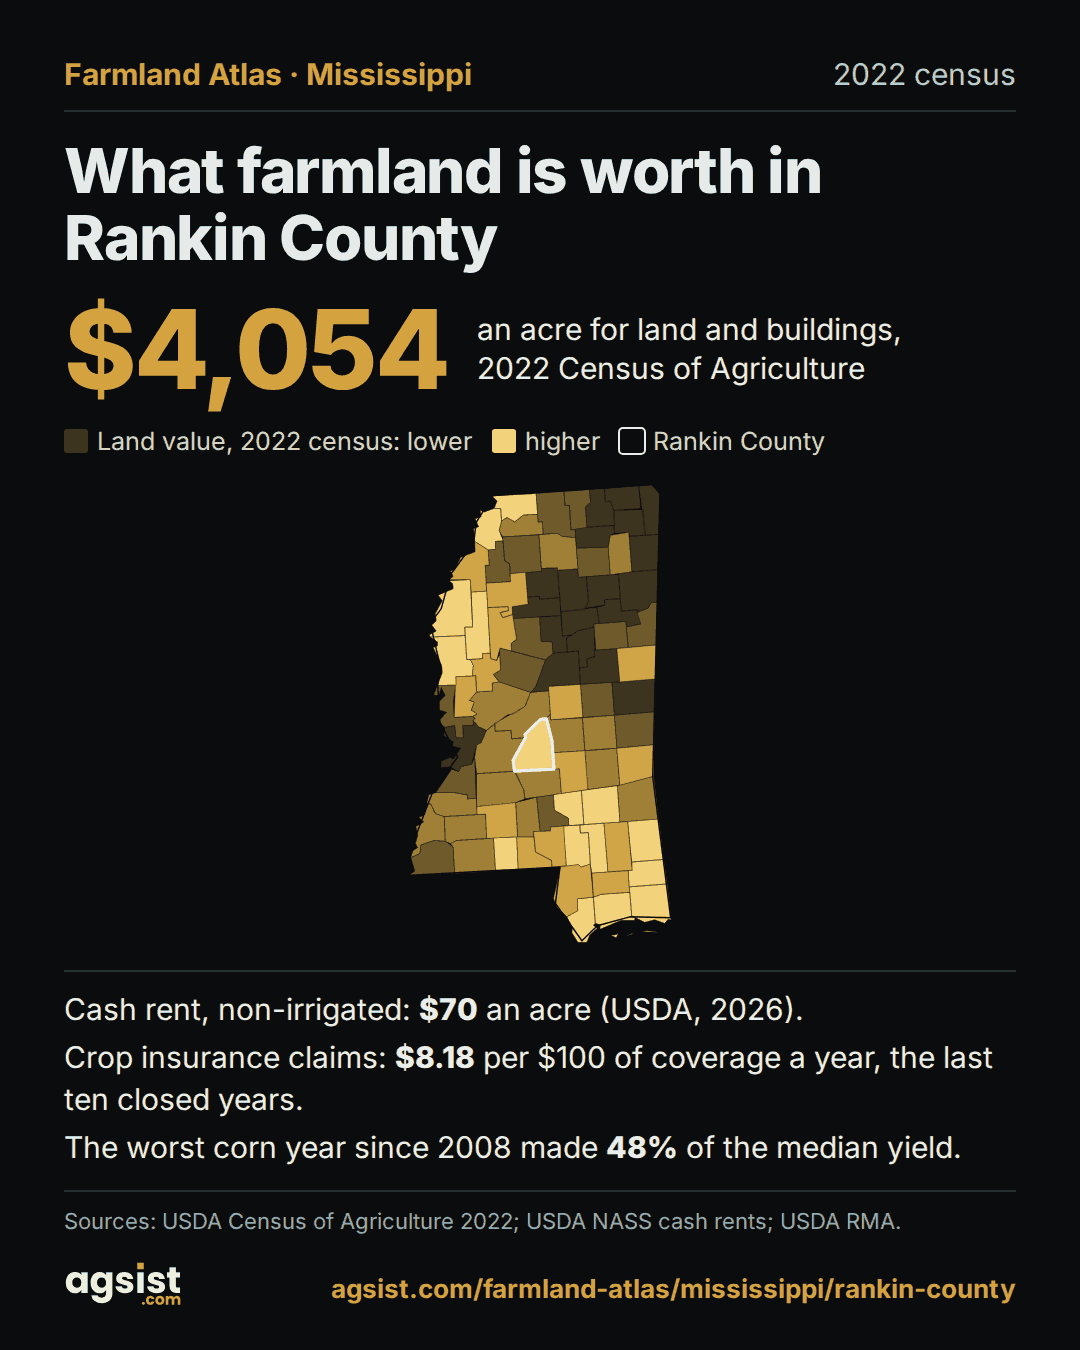 Farmland Atlas · Mississippi
2022 census
What farmland is worth in
Rankin County
$4,054
an acre for land and buildings,
2022 Census of Agriculture
Land value, 2022 census: lower
higher
Rankin County
Cash rent, non-irrigated: $70 an acre (USDA, 2026).
Crop insurance claims: $8.18 per $100 of coverage a year, the last
ten closed years.
The worst corn year since 2008 made 48% of the median yield.
Sources: USDA Census of Agriculture 2022; USDA NASS cash rents; USDA RMA.
agsist
.com
agsist.com/farmland-atlas/mississippi/rankin-county